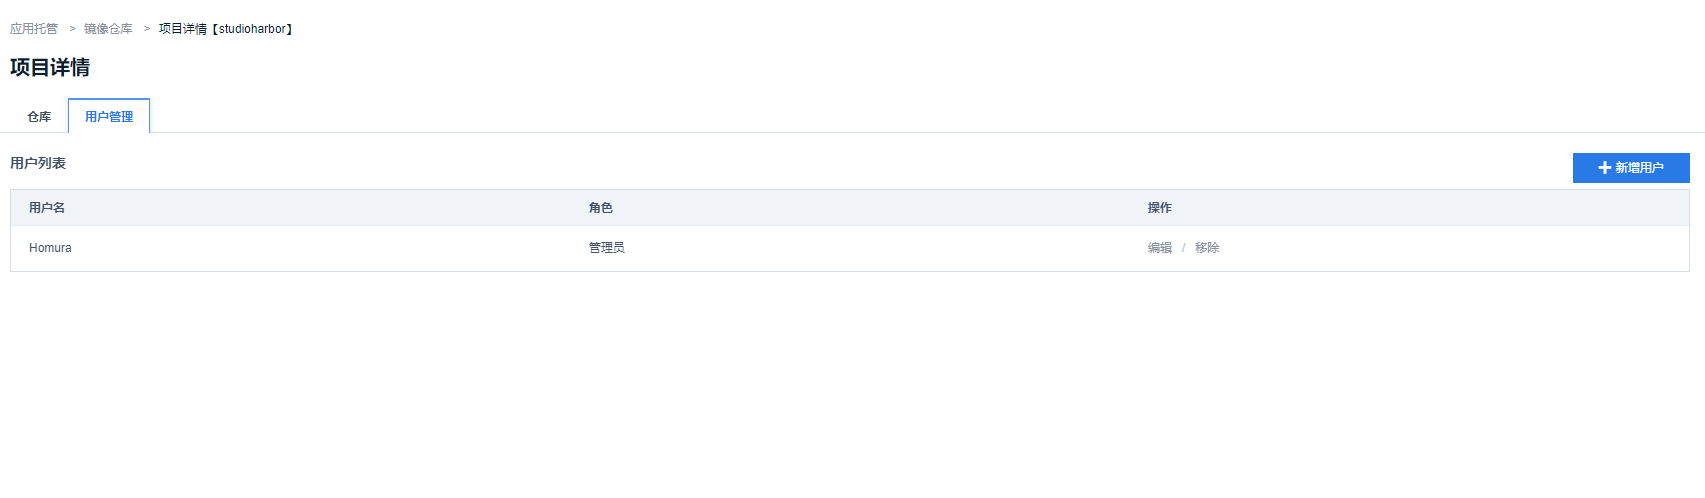 应用托管 > 镜像仓库 > 项目详情【studioharbor】
项目详情
仓库 用户管理
用户列表 新增用户
用户名 角色 操作
Homura 管理员 编辑 / 移除